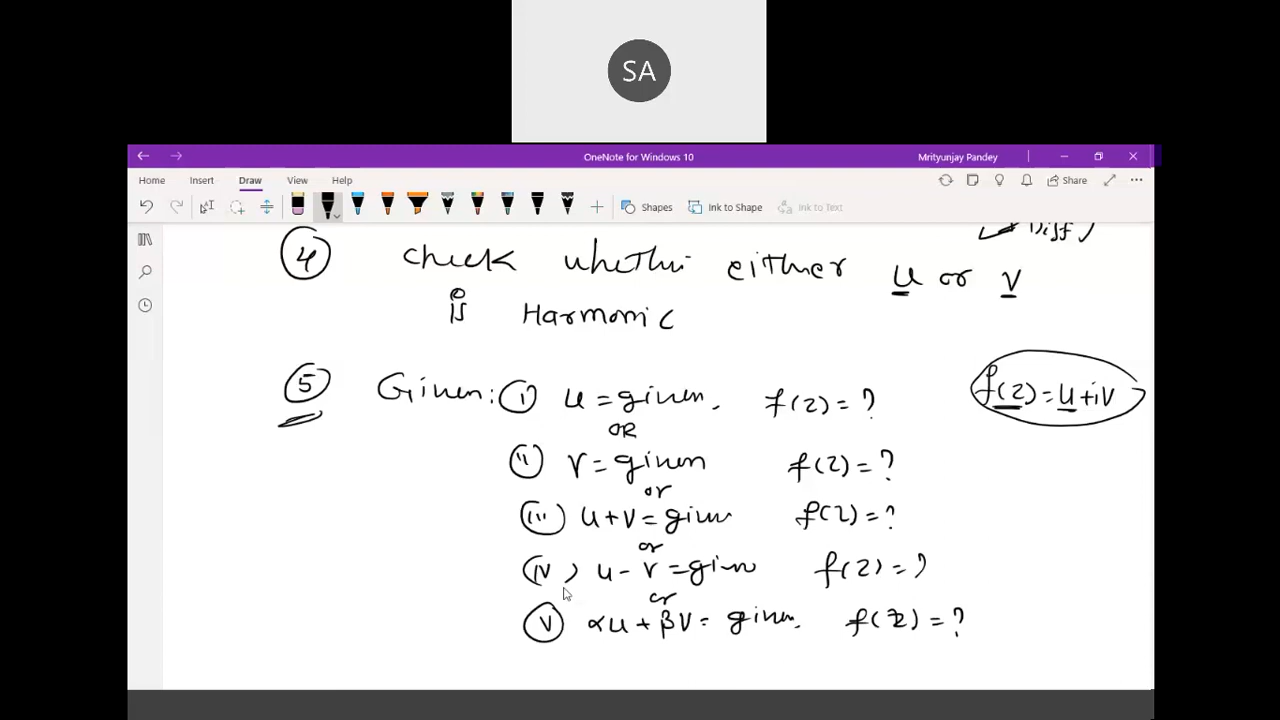 SA
OneNote for Windows 10
Mrityunjay Pandey
Home Insert Draw View Help
Share
Shapes Ink to Shape Ink to Text
Diff)
④ check whether either u or v
is Harmonic
⑤ Given: (i) u = given. f(z) = ? f(z) = u+iv
OR
(ii) v = given f(z) = ?
or
(iii) u+v = given f(z) = ?
or
(iv) u - v = given f(z) = ?
or
(v) αu + βv = given. f(z) = ?